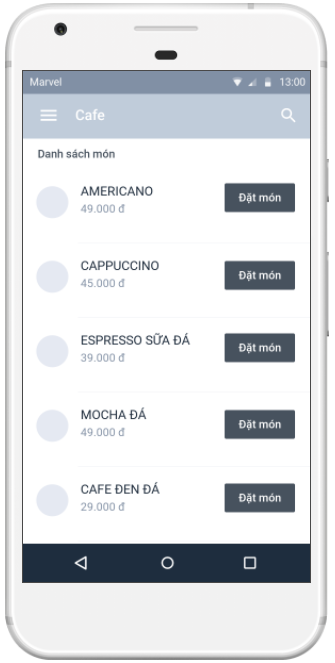 Marvel 13:00
Cafe
Danh sách món
AMERICANO
49.000 đ
Đặt món
CAPPUCCINO
45.000 đ
Đặt món
ESPRESSO SỮA ĐÁ
39.000 đ
Đặt món
MOCHA ĐÁ
49.000 đ
Đặt món
CAFE ĐEN ĐÁ
29.000 đ
Đặt món